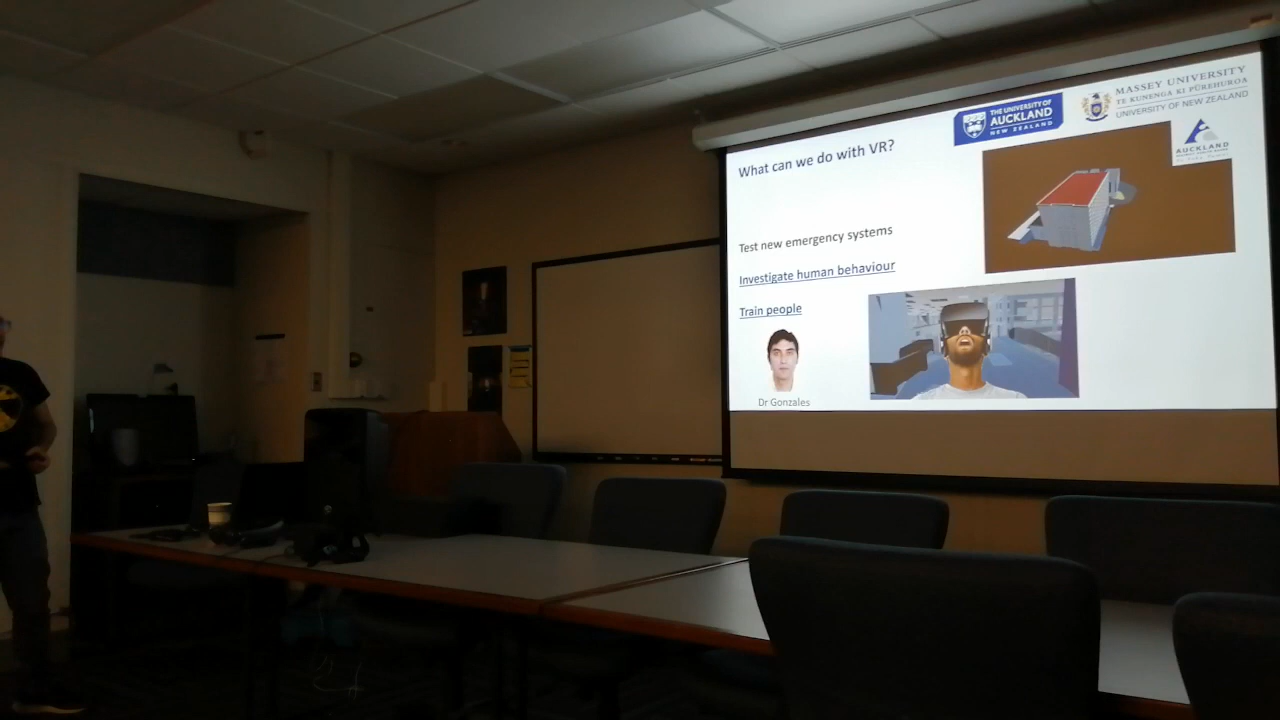 THE UNIVERSITY OF
AUCKLAND
NEW ZEALAND
MASSEY UNIVERSITY
TE KUNENGA KI PŪREHUROA
UNIVERSITY OF NEW ZEALAND
AUCKLAND
What can we do with VR?
Test new emergency systems
Investigate human behaviour
Train people
Dr Gonzales